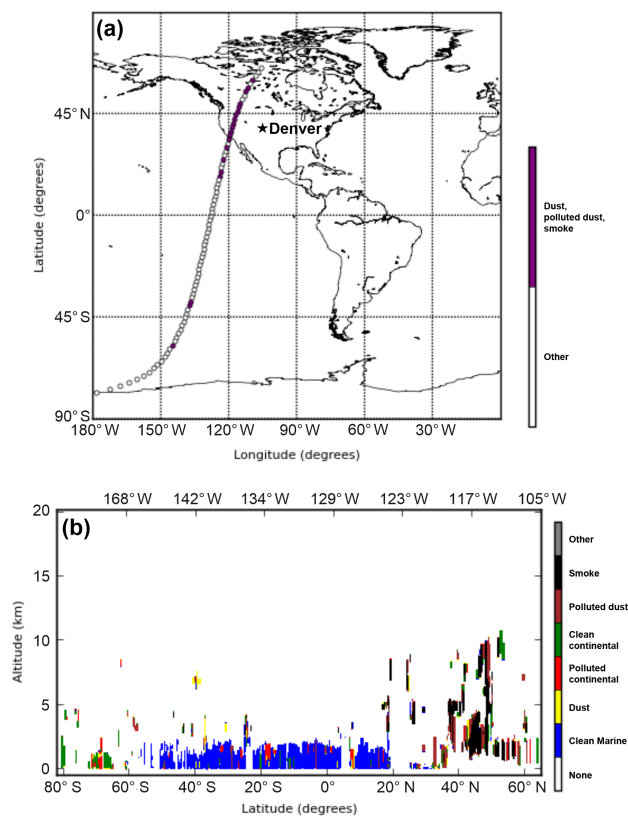 (a)
45°N
★Denver
0°
45°S
90°S
180°W 150°W 120°W 90°W 60°W 30°W
Latitude (degrees)
Longitude (degrees)
Dust,
polluted dust,
smoke
Other
168°W 142°W 134°W 129°W 123°W 117°W 105°W
(b)
20
15
10
5
0
Altitude (km)
80°S 60°S 40°S 20°S 0° 20°N 40°N 60°N
Latitude (degrees)
Other
Smoke
Polluted dust
Clean
continental
Polluted
continental
Dust
Clean Marine
None